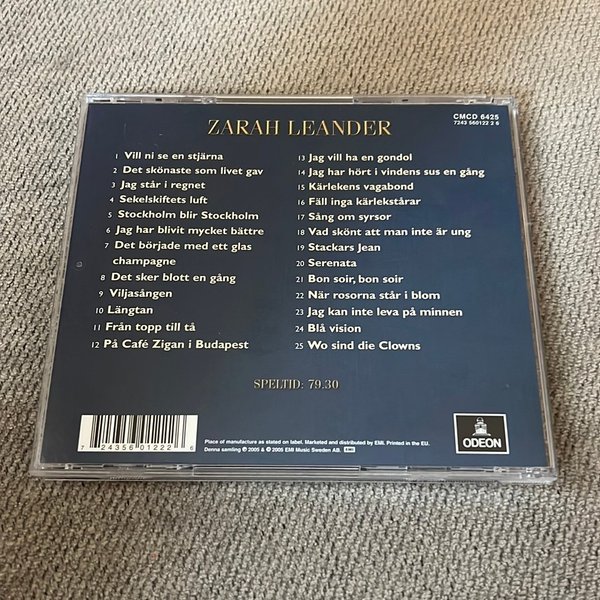 ZARAH LEANDER
CMCD 6425
7243 560122 2 6
1 Vill ni se en stjärna
2 Det skönaste som livet gav
3 Jag står i regnet
4 Sekelskiftets luft
5 Stockholm blir Stockholm
6 Jag har blivit mycket bättre
7 Det började med ett glas
champagne
8 Det sker blott en gång
9 Viljasången
10 Längtan
11 Från topp till tå
12 På Café Zigan i Budapest
13 Jag vill ha en gondol
14 Jag har hört i vindens sus en gång
15 Kärlekens vagabond
16 Fäll inga kärlekstårar
17 Sång om syrsor
18 Vad skönt att man inte är ung
19 Stackars Jean
20 Serenata
21 Bon soir, bon soir
22 När rosorna står i blom
23 Jag kan inte leva på minnen
24 Blå vision
25 Wo sind die Clowns
SPELTID: 79.30
7 24356 01222 6
Place of manufacture as stated on label. Marketed and distributed by EMI. Printed in the EU.
Denna samling ℗ 2005 & © 2005 EMI Music Sweden AB. EMI
ODEON